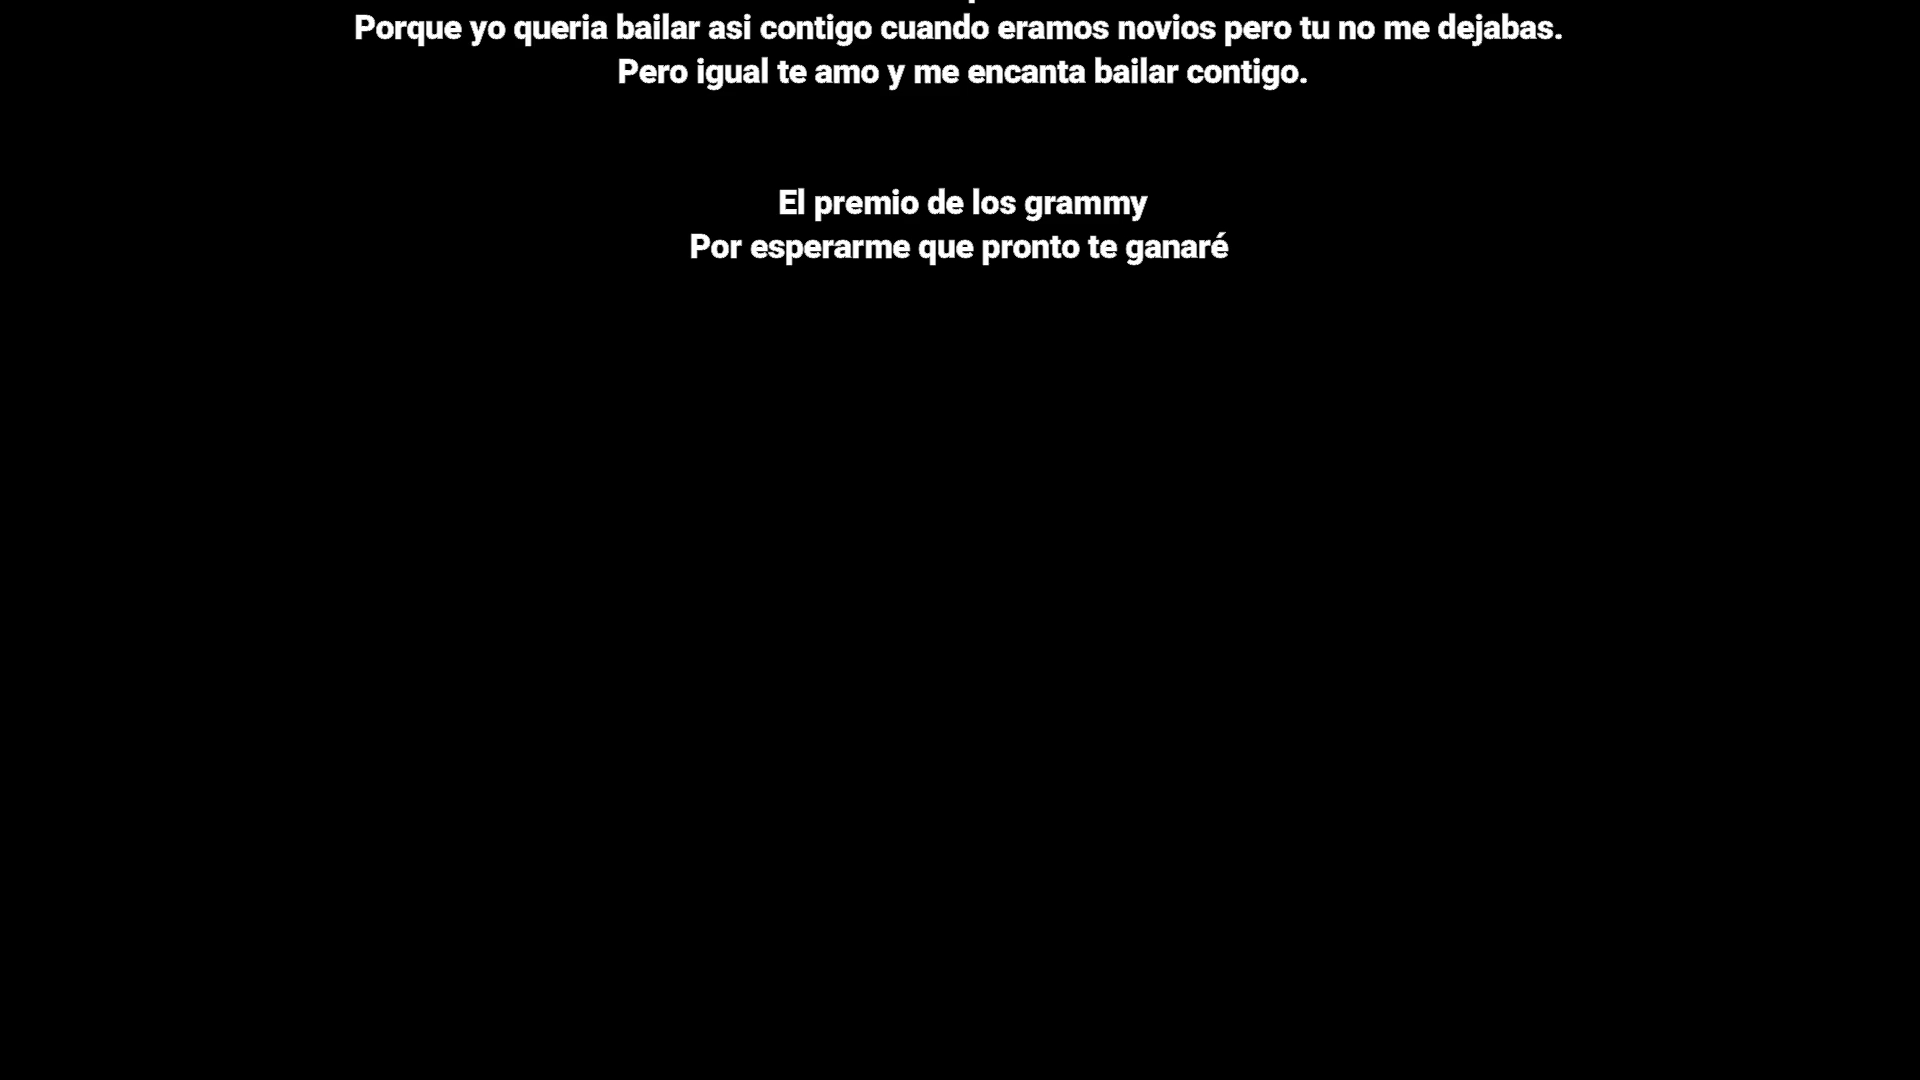 Porque yo queria bailar asi contigo cuando eramos novios pero tu no me dejabas.
Pero igual te amo y me encanta bailar contigo.
El premio de los grammy
Por esperarme que pronto te ganaré